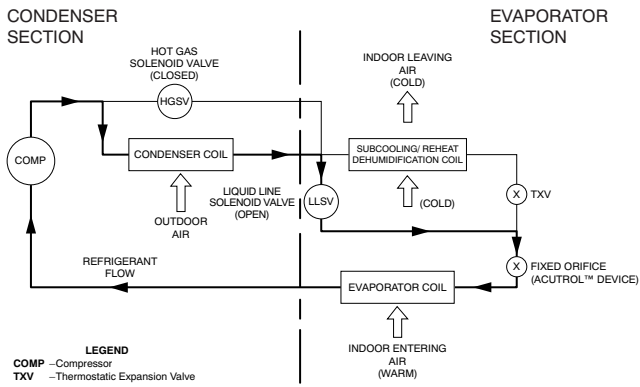 CONDENSER
SECTION
EVAPORATOR
SECTION
HOT GAS
SOLENOID VALVE
(CLOSED)
INDOOR LEAVING
AIR
(COLD)
HGSV
COMP
CONDENSER COIL
SUBCOOLING/ REHEAT
DEHUMIDIFICATION COIL
OUTDOOR
AIR
LIQUID LINE
SOLENOID VALVE
(OPEN)
LLSV
(COLD)
X
TXV
REFRIGERANT
FLOW
X
FIXED ORIFICE
(ACUTROL™ DEVICE)
EVAPORATOR COIL
INDOOR ENTERING
AIR
(WARM)
LEGEND
COMP –Compressor
TXV –Thermostatic Expansion Valve